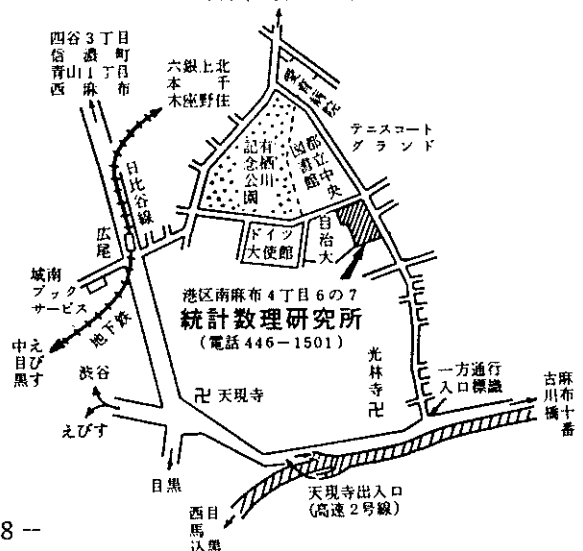 四谷3丁目
信濃町
青山1丁目
西麻布
六本木
銀座
上野
北千住
愛育病院
テニスコート
グランド
有栖川
記念公園
都立中央
図書館
日比谷線
広尾
ドイツ
大使館
自治大
城南
ブック
サービス
地下鉄
港区南麻布4丁目6の7
統計数理研究所
(電話 446-1501)
えびす
中目黒
渋谷
えびす
卍 天現寺
光林寺 卍
一方通行
入口標識
麻布十番
古川橋
目黒
天現寺出入口
(高速2号線)
目黒
西馬込
8 --